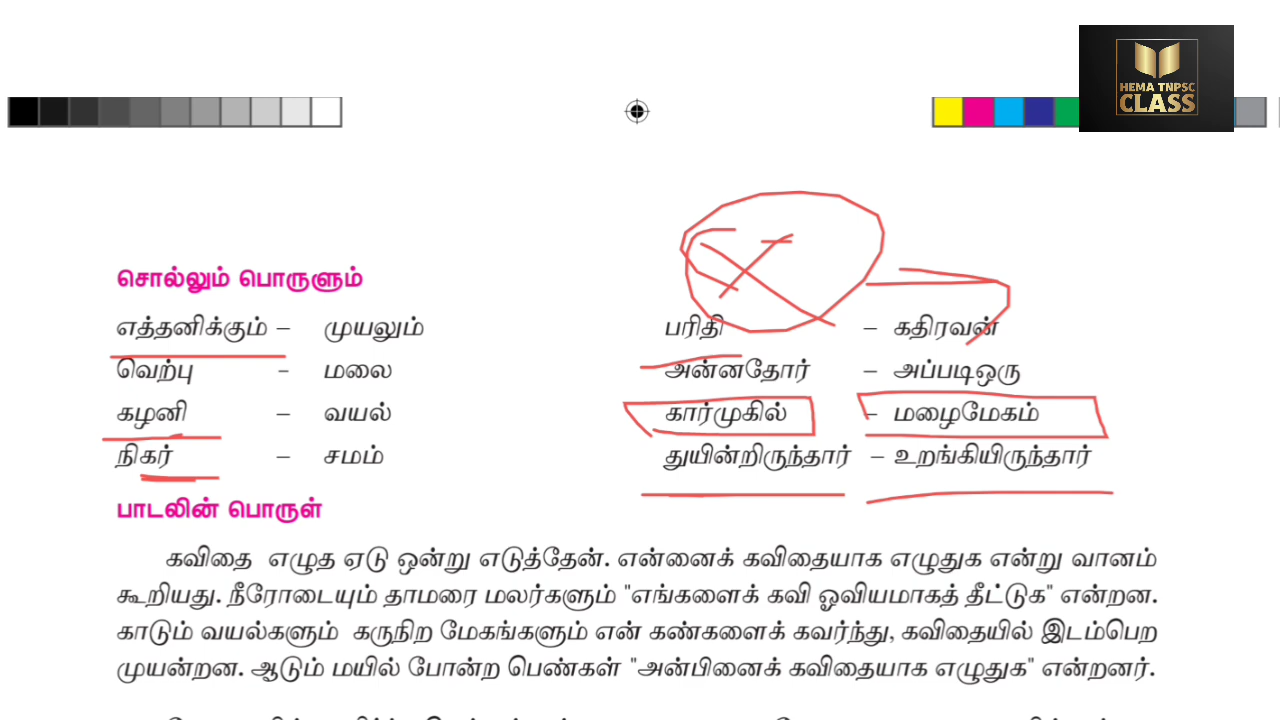 HEMA TNPSC
CLASS
சொல்லும் பொருளும்
எத்தனிக்கும் – முயலும்
பரிதி – கதிரவன்
வெற்பு - மலை
அன்னதோர் – அப்படிஒரு
கழனி – வயல்
கார்முகில் – மழைமேகம்
நிகர் – சமம்
துயின்றிருந்தார் – உறங்கியிருந்தார்
பாடலின் பொருள்
கவிதை எழுத ஏடு ஒன்று எடுத்தேன். என்னைக் கவிதையாக எழுதுக என்று வானம்
கூறியது. நீரோடையும் தாமரை மலர்களும் "எங்களைக் கவி ஓவியமாகத் தீட்டுக" என்றன.
காடும் வயல்களும் கருநிற மேகங்களும் என் கண்களைக் கவர்ந்து, கவிதையில் இடம்பெற
முயன்றன. ஆடும் மயில் போன்ற பெண்கள் "அன்பினைக் கவிதையாக எழுதுக" என்றனர்.